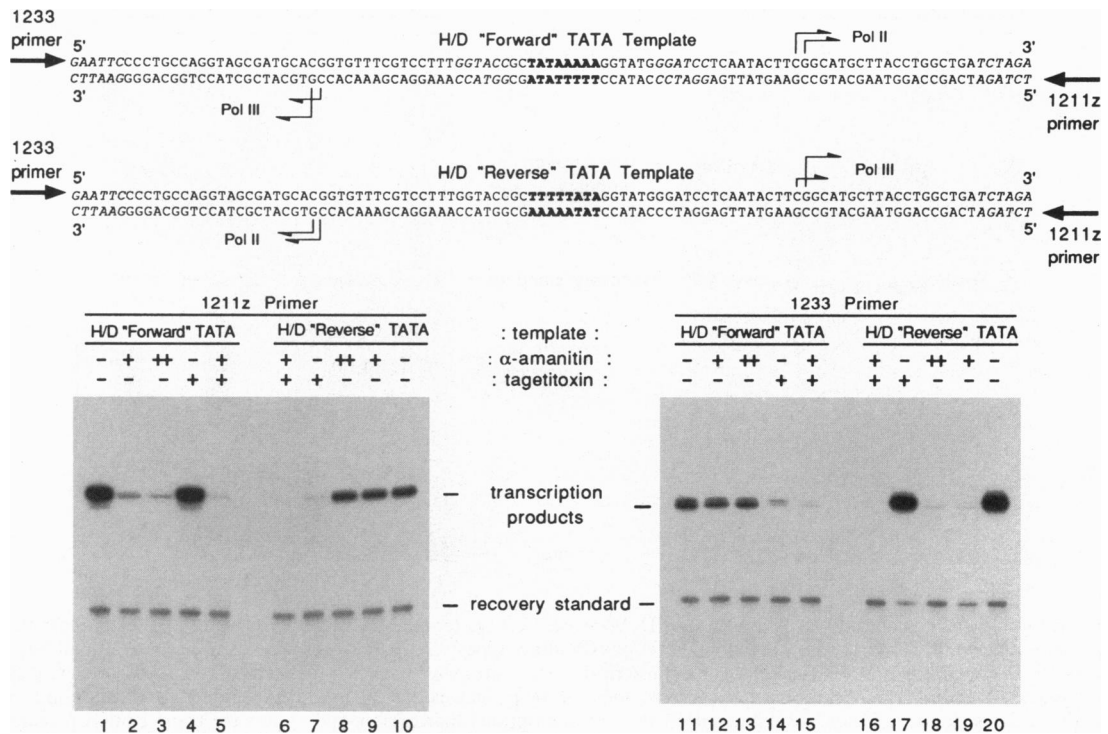 1233
primer
5'
H/D "Forward" TATA Template
Pol II
3'
GAATTCCCCTGCCAGGTAGCGATGCACGGTGTTTCGTCCTTTGGTACCGCTATAAAAAGGTATGGGATCCTCAATACTTCGGCATGCTTACCTGGCTGATCTAGA
CTTAAGGGGACGGTCCATCGCTACGTGCCACAAAGCAGGAAACCATGGCGATATTTTTCCATACCCTAGGAGTTATGAAGCCGTACGAATGGACCGACTAGATCT
3'
Pol III
5'
1211z
primer
1233
primer
5'
H/D "Reverse" TATA Template
Pol III
3'
GAATTCCCCTGCCAGGTAGCGATGCACGGTGTTTCGTCCTTTGGTACCGCTTTTTATAGGTATGGGATCCTCAATACTTCGGCATGCTTACCTGGCTGATCTAGA
CTTAAGGGGACGGTCCATCGCTACGTGCCACAAAGCAGGAAACCATGGCGAAAAATATCCATACCCTAGGAGTTATGAAGCCGTACGAATGGACCGACTAGATCT
3'
Pol II
5'
1211z
primer
1211z Primer
1233 Primer
H/D "Forward" TATA H/D "Reverse" TATA : template : H/D "Forward" TATA H/D "Reverse" TATA
- + ++ - + + - ++ + - : α-amanitin : - + ++ - + + - ++ + -
- - - + + + + - - - : tagetitoxin : - - - + + + + - - -
– transcription –
products
– recovery standard –
1 2 3 4 5 6 7 8 9 10 11 12 13 14 15 16 17 18 19 20